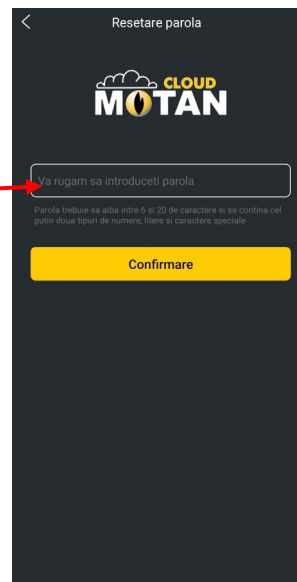 Resetare parola
CLOUD
MOTAN
Va rugam sa introduceti parola
Parola trebuie sa aiba intre 6 si 20 de caractere si sa contina cel
putin doua tipuri de numere, litere si caractere speciale
Confirmare